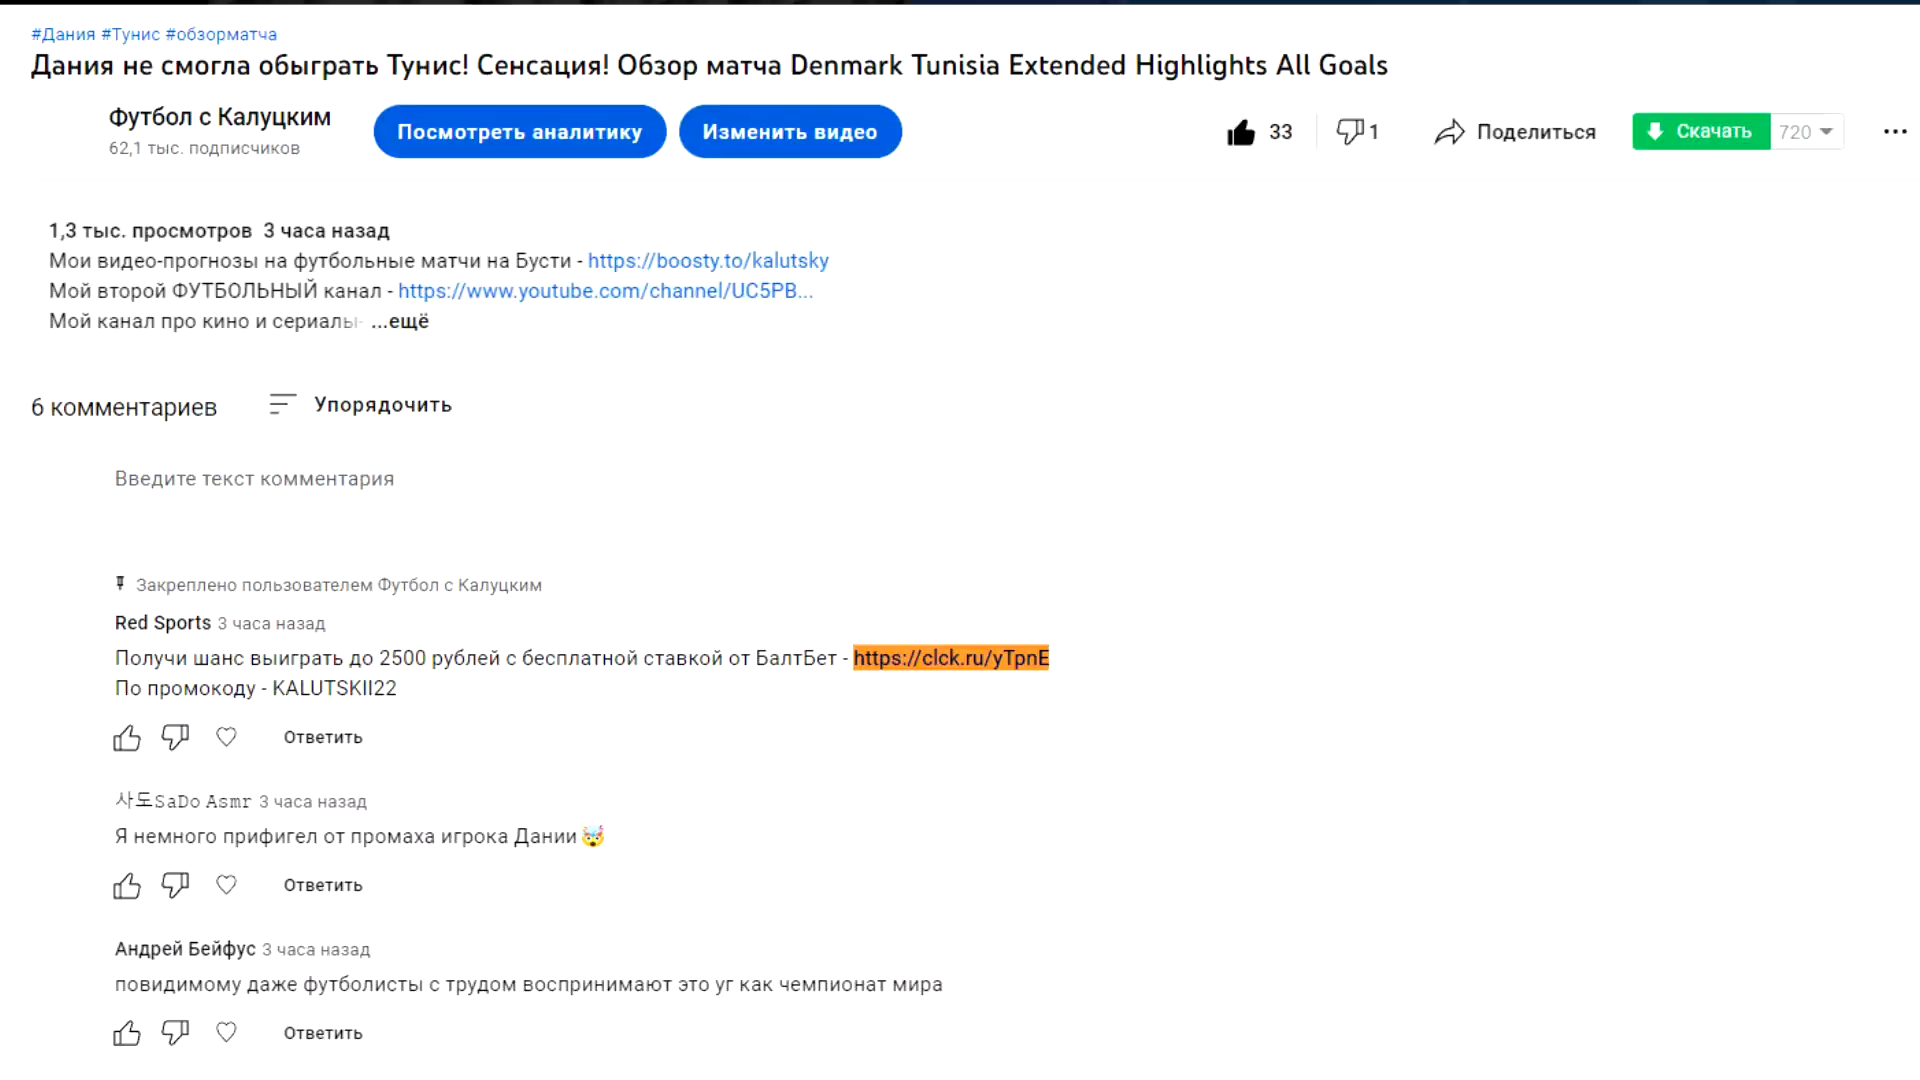 #Дания #Тунис #обзорматча
Дания не смогла обыграть Тунис! Сенсация! Обзор матча Denmark Tunisia Extended Highlights All Goals
Футбол с Калуцким
62,1 тыс. подписчиков
Посмотреть аналитику
Изменить видео
33
1
Поделиться
Скачать
720
1,3 тыс. просмотров 3 часа назад
Мои видео-прогнозы на футбольные матчи на Бусти - https://boosty.to/kalutsky
Мой второй ФУТБОЛЬНЫЙ канал - https://www.youtube.com/channel/UC5PB...
Мой канал про кино и сериалы- ...ещё
6 комментариев
Упорядочить
Введите текст комментария
Закреплено пользователем Футбол с Калуцким
Red Sports 3 часа назад
Получи шанс выиграть до 2500 рублей с бесплатной ставкой от БалтБет - https://clck.ru/yTpnE
По промокоду - KALUTSKII22
Ответить
사도SaDo Asmr 3 часа назад
Я немного прифигел от промаха игрока Дании 🤯
Ответить
Андрей Бейфус 3 часа назад
повидимому даже футболисты с трудом воспринимают это уг как чемпионат мира
Ответить